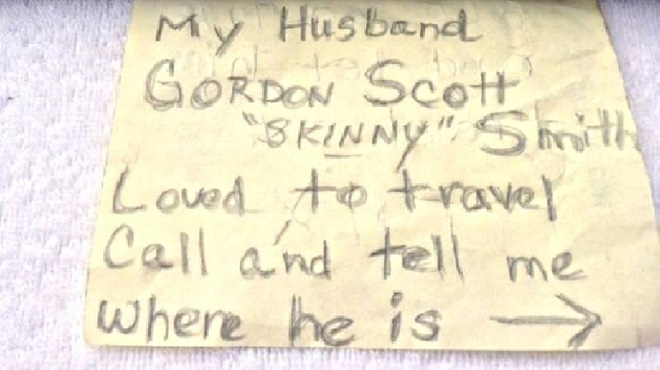 My Husband
GORDON SCott
"SKINNY" Smith
Loved to travel
Call and tell me
where he is →